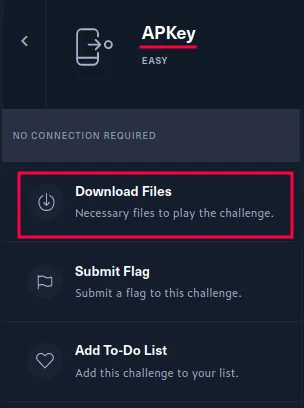 APKey
EASY
NO CONNECTION REQUIRED
Download Files
Necessary files to play the challenge.
Submit Flag
Submit a flag to this challenge.
Add To-Do List
Add this challenge to your list.